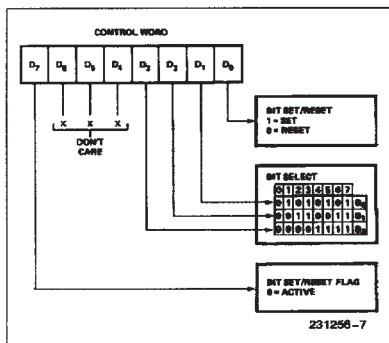 CONTROL WORD
D7 D6 D5 D4 D3 D2 D1 D0
X X X
DON'T
CARE
BIT SET/RESET
1 = SET
0 = RESET
BIT SELECT
0 1 2 3 4 5 6 7
0 1 0 1 0 1 0 1 B0
0 0 1 1 0 0 1 1 B1
0 0 0 0 1 1 1 1 B2
BIT SET/RESET FLAG
0 = ACTIVE
231256-7